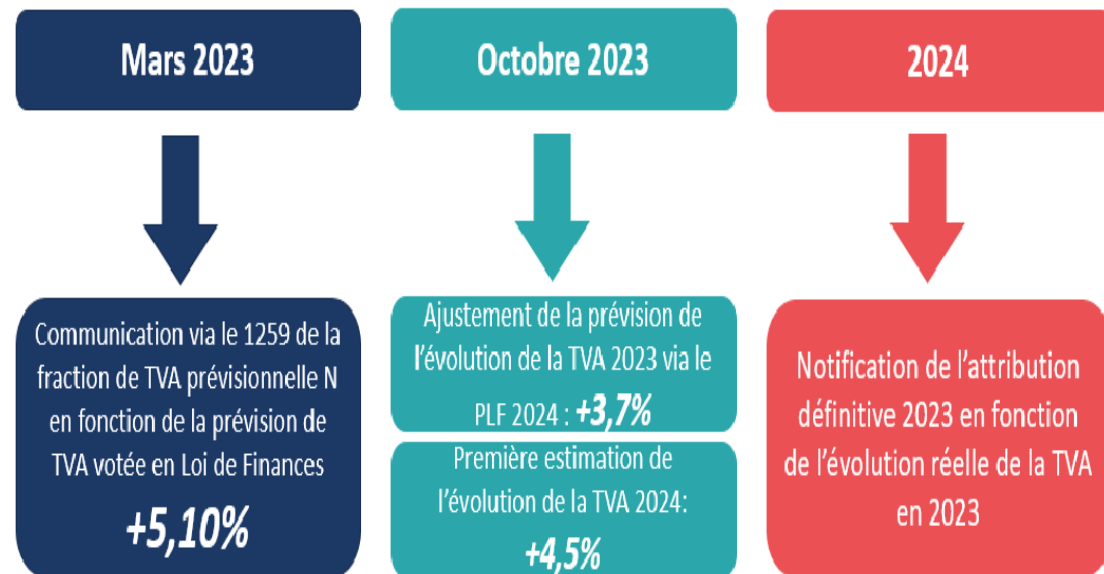 Mars 2023
Communication via le 1259 de la
fraction de TVA prévisionnelle N
en fonction de la prévision de
TVA votée en Loi de Finances
+5,10%
Octobre 2023
Ajustement de la prévision de
l'évolution de la TVA 2023 via le
PLF 2024 : +3,7%
Première estimation de
l'évolution de la TVA 2024:
+4,5%
2024
Notification de l'attribution
définitive 2023 en fonction
de l'évolution réelle de la TVA
en 2023